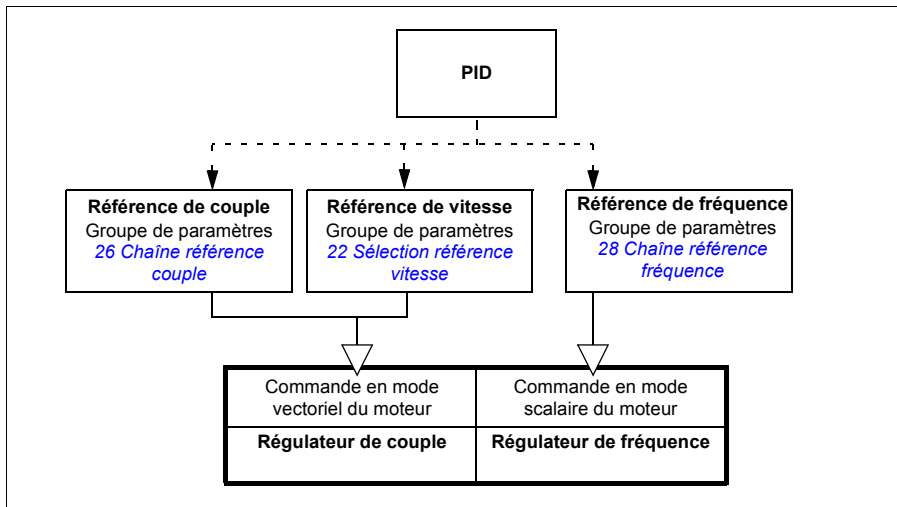 PID
Référence de couple
Groupe de paramètres
26 Chaîne référence
couple
Référence de vitesse
Groupe de paramètres
22 Sélection référence
vitesse
Référence de fréquence
Groupe de paramètres
28 Chaîne référence
fréquence
Commande en mode
vectoriel du moteur
Commande en mode
scalaire du moteur
Régulateur de couple
Régulateur de fréquence